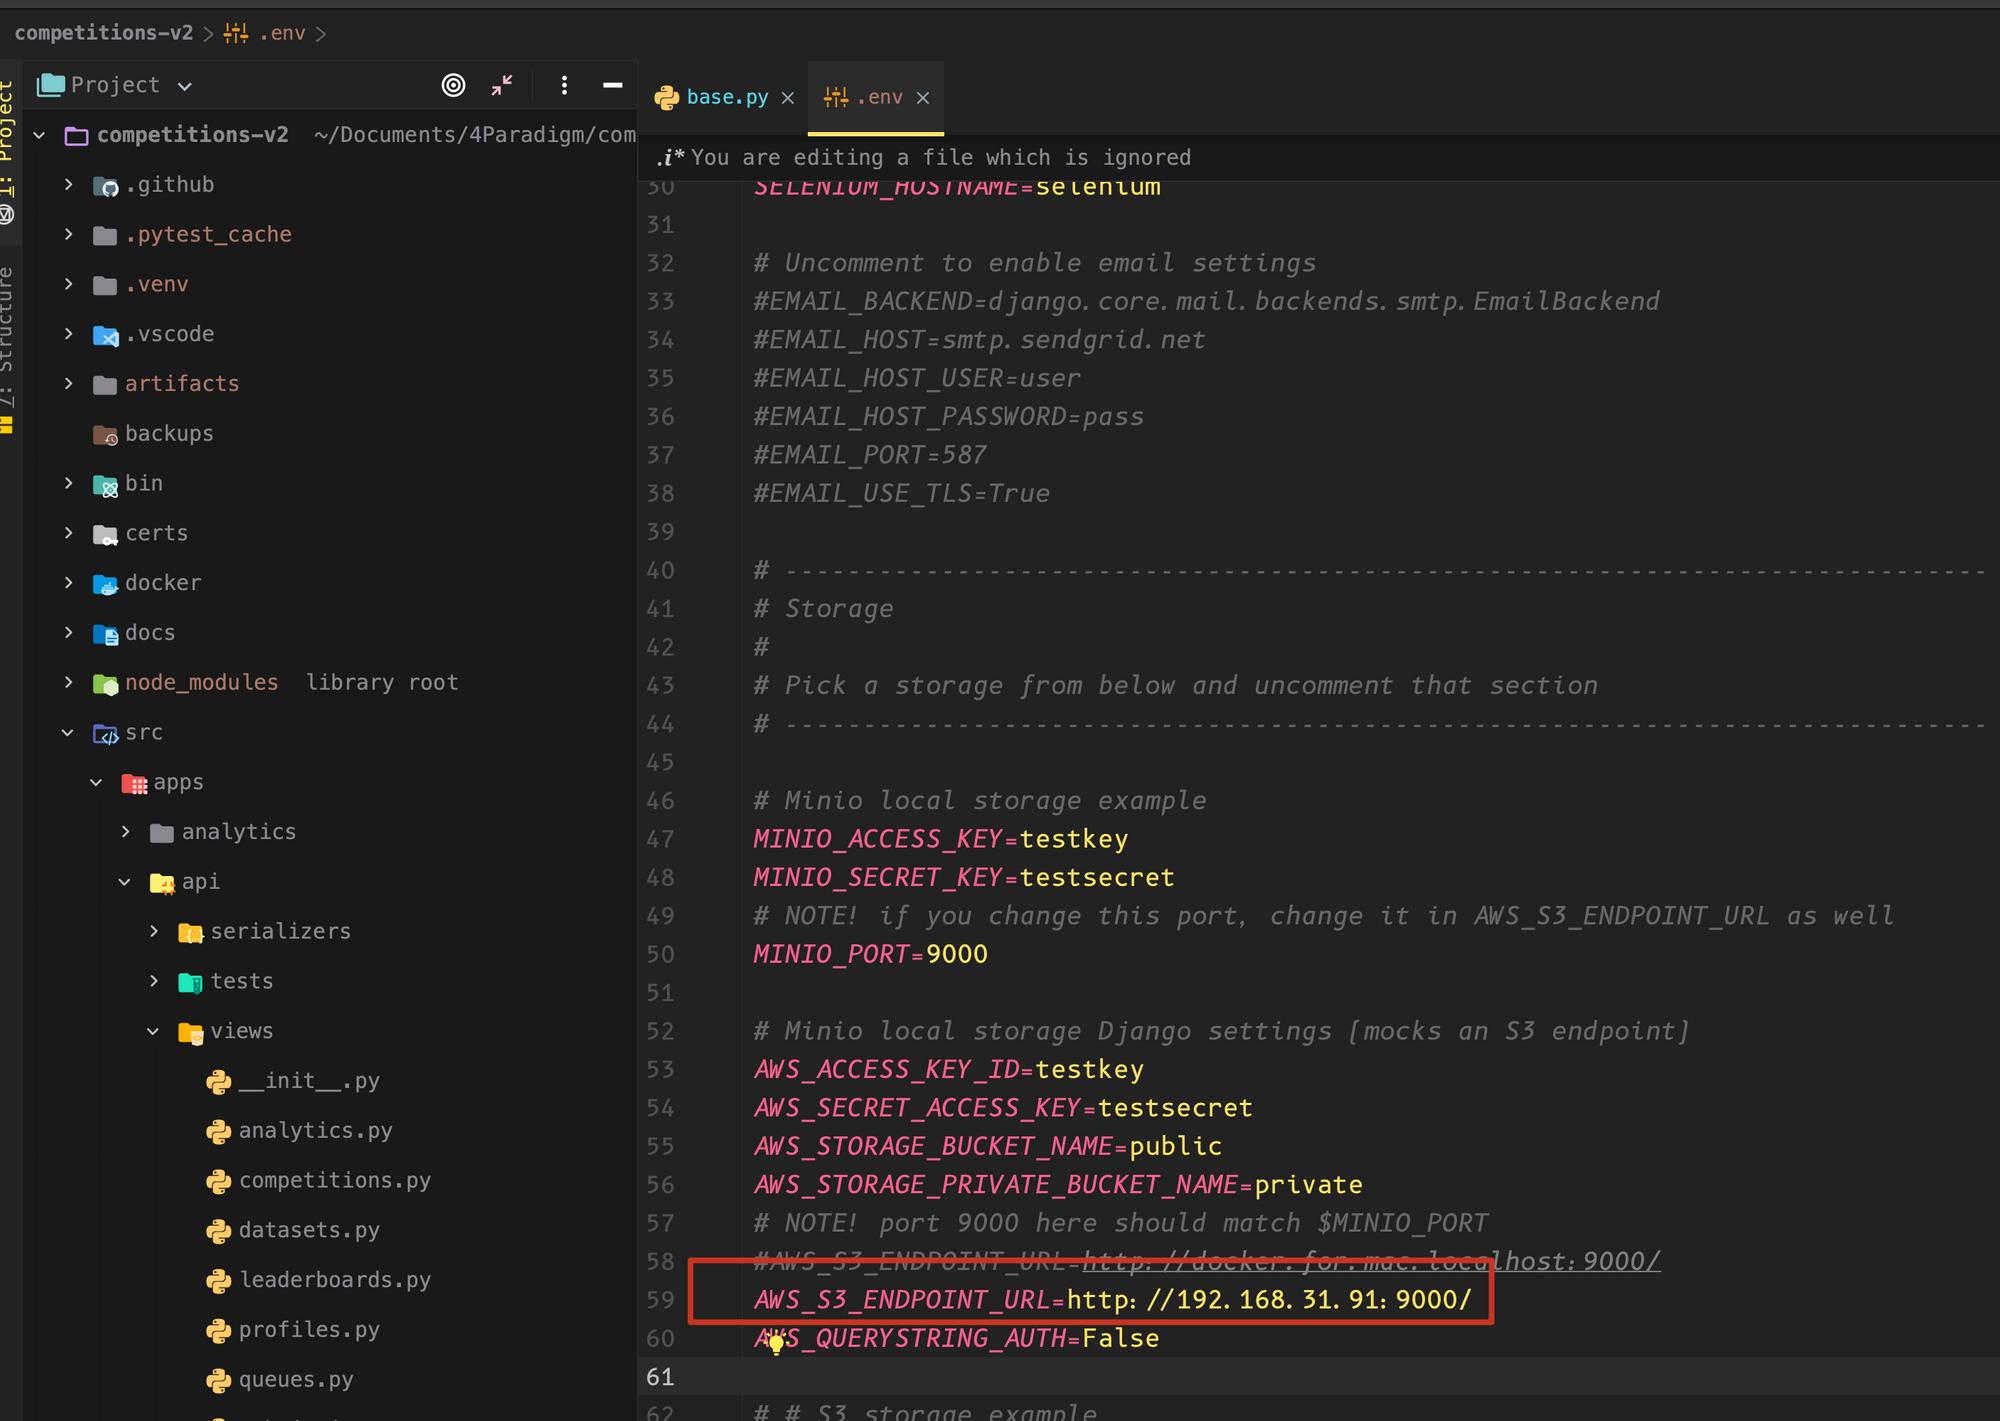 competitions-v2 > .env >
Project
1: Project
7: Structure
competitions-v2 ~/Documents/4Paradigm/com
.github
.pytest_cache
.venv
.vscode
artifacts
backups
bin
certs
docker
docs
node_modules library root
src
apps
analytics
api
serializers
tests
views
__init__.py
analytics.py
competitions.py
datasets.py
leaderboards.py
profiles.py
queues.py
base.py
.env
.i* You are editing a file which is ignored
30 SELENIUM_HOSTNAME=selenium
31
32 # Uncomment to enable email settings
33 #EMAIL_BACKEND=django.core.mail.backends.smtp.EmailBackend
34 #EMAIL_HOST=smtp.sendgrid.net
35 #EMAIL_HOST_USER=user
36 #EMAIL_HOST_PASSWORD=pass
37 #EMAIL_PORT=587
38 #EMAIL_USE_TLS=True
39
40 # -----------------------------------------------------------------------------
41 # Storage
42 #
43 # Pick a storage from below and uncomment that section
44 # -----------------------------------------------------------------------------
45
46 # Minio local storage example
47 MINIO_ACCESS_KEY=testkey
48 MINIO_SECRET_KEY=testsecret
49 # NOTE! if you change this port, change it in AWS_S3_ENDPOINT_URL as well
50 MINIO_PORT=9000
51
52 # Minio local storage Django settings [mocks an S3 endpoint]
53 AWS_ACCESS_KEY_ID=testkey
54 AWS_SECRET_ACCESS_KEY=testsecret
55 AWS_STORAGE_BUCKET_NAME=public
56 AWS_STORAGE_PRIVATE_BUCKET_NAME=private
57 # NOTE! port 9000 here should match $MINIO_PORT
58 #AWS_S3_ENDPOINT_URL=http://docker.for.mac.localhost:9000/
59 AWS_S3_ENDPOINT_URL=http://192.168.31.91:9000/
60 AWS_QUERYSTRING_AUTH=False
61
62 # # S3 storage example